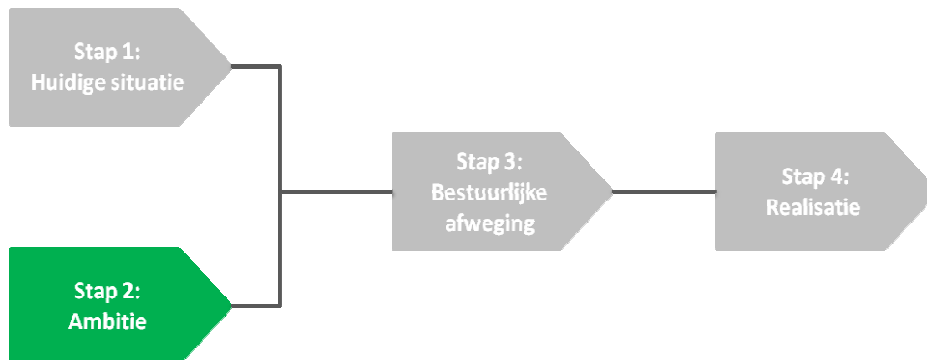 Stap 1:
Huidige situatie
Stap 2:
Ambitie
Stap 3:
Bestuurlijke
afweging
Stap 4:
Realisatie